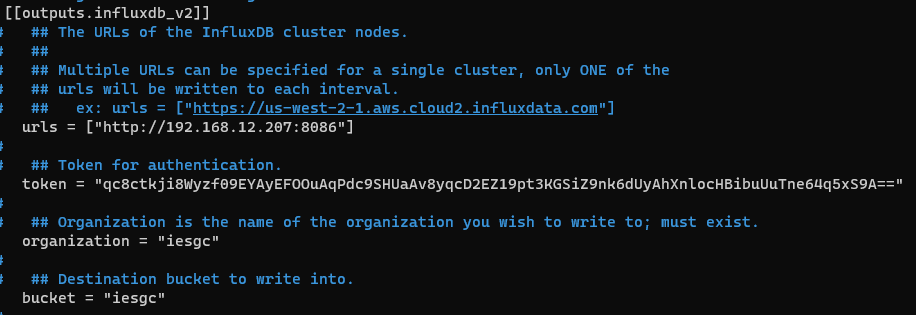 [[outputs.influxdb_v2]]
#   ## The URLs of the InfluxDB cluster nodes.
#   ##
#   ## Multiple URLs can be specified for a single cluster, only ONE of the
#   ## urls will be written to each interval.
#   ##   ex: urls = ["https://us-west-2-1.aws.cloud2.influxdata.com"]
  urls = ["http://192.168.12.207:8086"]
#
#   ## Token for authentication.
  token = "qc8ctkji8Wyzf09EYAyEFOOuAqPdc9SHUaAv8yqcD2EZ19pt3KGSiZ9nk6dUyAhXnlocHBibuUuTne64q5xS9A=="
#
#   ## Organization is the name of the organization you wish to write to; must exist.
  organization = "iesgc"
#
#   ## Destination bucket to write into.
  bucket = "iesgc"